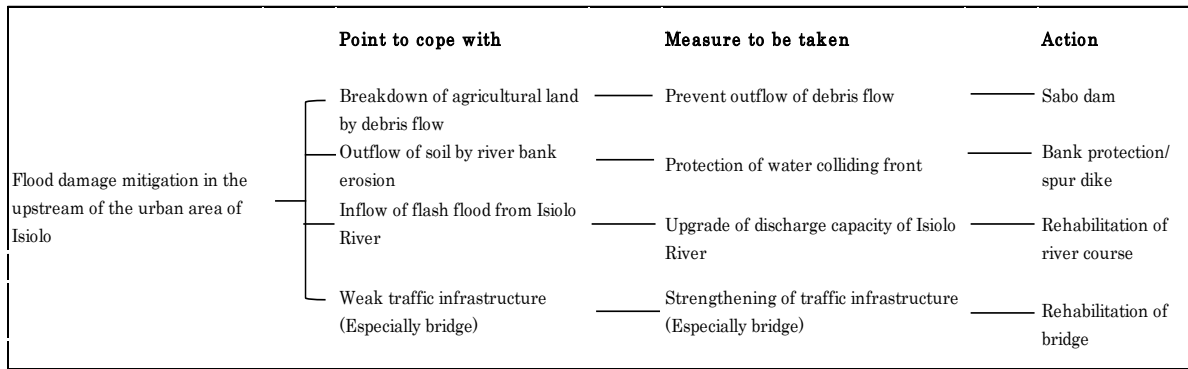 Point to cope with
Measure to be taken
Action
Flood damage mitigation in the
upstream of the urban area of
Isiolo
Breakdown of agricultural land
by debris flow
Prevent outflow of debris flow
Sabo dam
Outflow of soil by river bank
erosion
Protection of water colliding front
Bank protection/
spur dike
Inflow of flash flood from Isiolo
River
Upgrade of discharge capacity of Isiolo
River
Rehabilitation of
river course
Weak traffic infrastructure
(Especially bridge)
Strengthening of traffic infrastructure
(Especially bridge)
Rehabilitation of
bridge